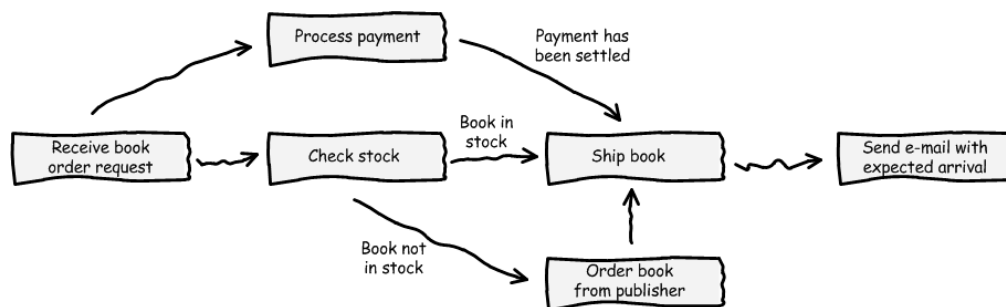 Process payment
Payment has
been settled
Receive book
order request
Check stock
Book in
stock
Ship book
Send e-mail with
expected arrival
Book not
in stock
Order book
from publisher